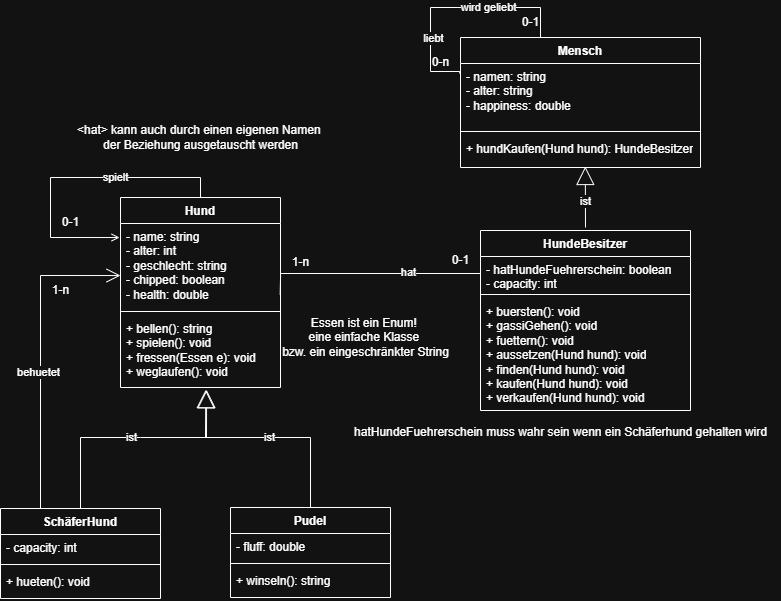 wird geliebt
0-1
liebt
0-n
Mensch
- namen: string
- alter: string
- happiness: double
+ hundKaufen(Hund hund): HundeBesitzer
<hat> kann auch durch einen eigenen Namen
der Beziehung ausgetauscht werden
spielt
0-1
ist
Hund
- name: string
- alter: int
- geschlecht: string
- chipped: boolean
- health: double
+ bellen(): string
+ spielen(): void
+ fressen(Essen e): void
+ weglaufen(): void
1-n
hat
0-1
HundeBesitzer
- hatHundeFuehrerschein: boolean
- capacity: int
+ buersten(): void
+ gassiGehen(): void
+ fuettern(): void
+ aussetzen(Hund hund): void
+ finden(Hund hund): void
+ kaufen(Hund hund): void
+ verkaufen(Hund hund): void
1-n
behuetet
Essen ist ein Enum!
eine einfache Klasse
bzw. ein eingeschränkter String
hatHundeFuehrerschein muss wahr sein wenn ein Schäferhund gehalten wird
ist
ist
SchäferHund
- capacity: int
+ hueten(): void
Pudel
- fluff: double
+ winseln(): string